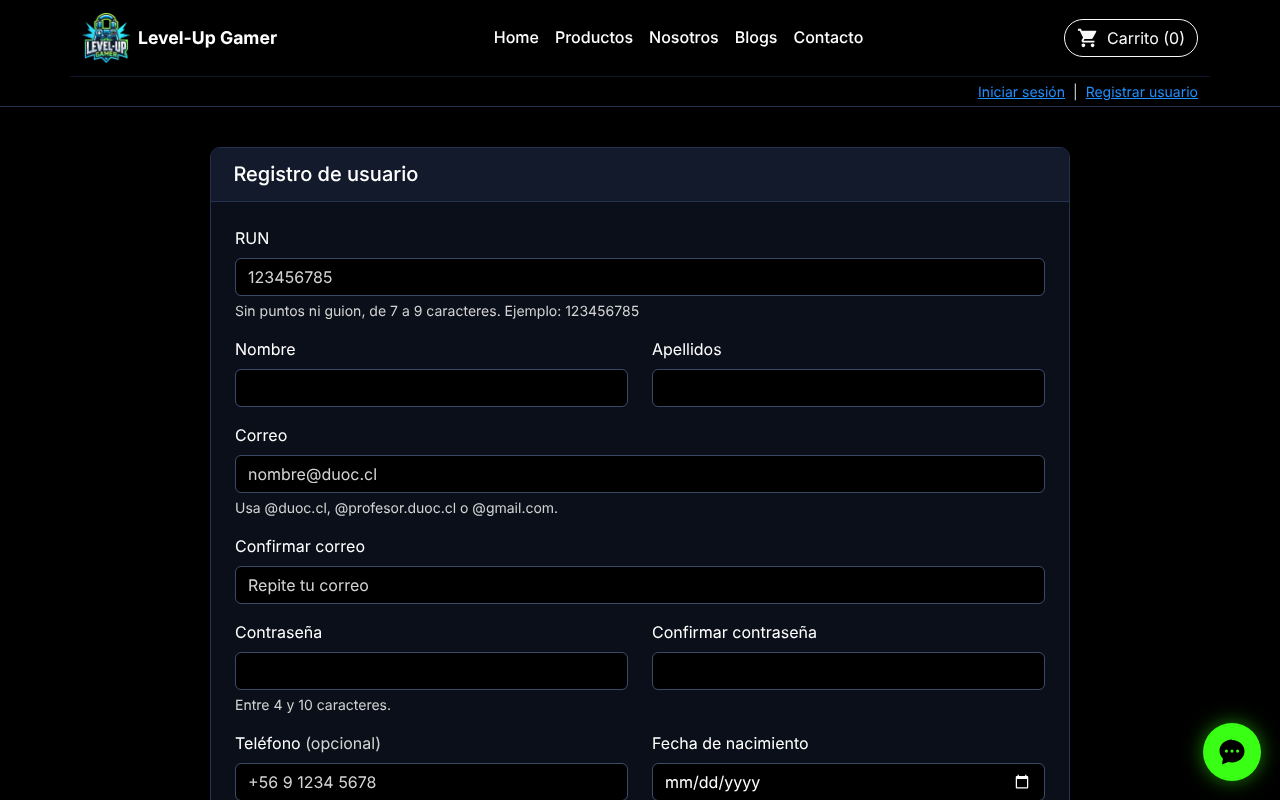 LEVEL-UP
GAMER
Level-Up Gamer
Home Productos Nosotros Blogs Contacto
Carrito (0)
Iniciar sesión | Registrar usuario
Registro de usuario
RUN
123456785
Sin puntos ni guion, de 7 a 9 caracteres. Ejemplo: 123456785
Nombre Apellidos
Correo
nombre@duoc.cl
Usa @duoc.cl, @profesor.duoc.cl o @gmail.com.
Confirmar correo
Repite tu correo
Contraseña Confirmar contraseña
Entre 4 y 10 caracteres.
Teléfono (opcional) Fecha de nacimiento
+56 9 1234 5678 mm/dd/yyyy